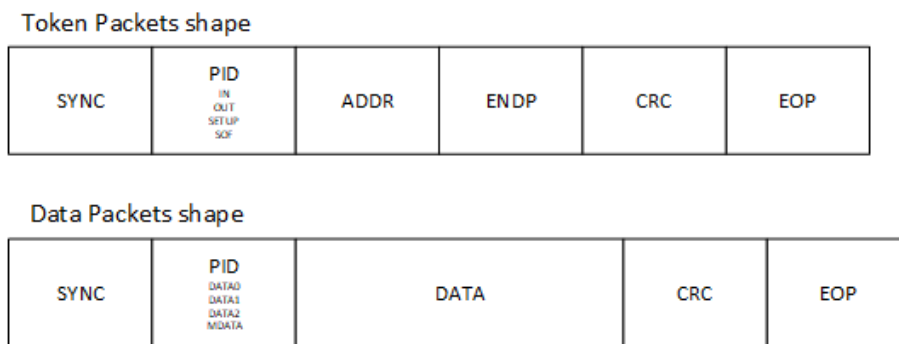 Token Packets shape
SYNC PID ADDR ENDP CRC EOP
IN
OUT
SETUP
SOF
Data Packets shape
SYNC PID DATA CRC EOP
DATA0
DATA1
DATA2
MDATA